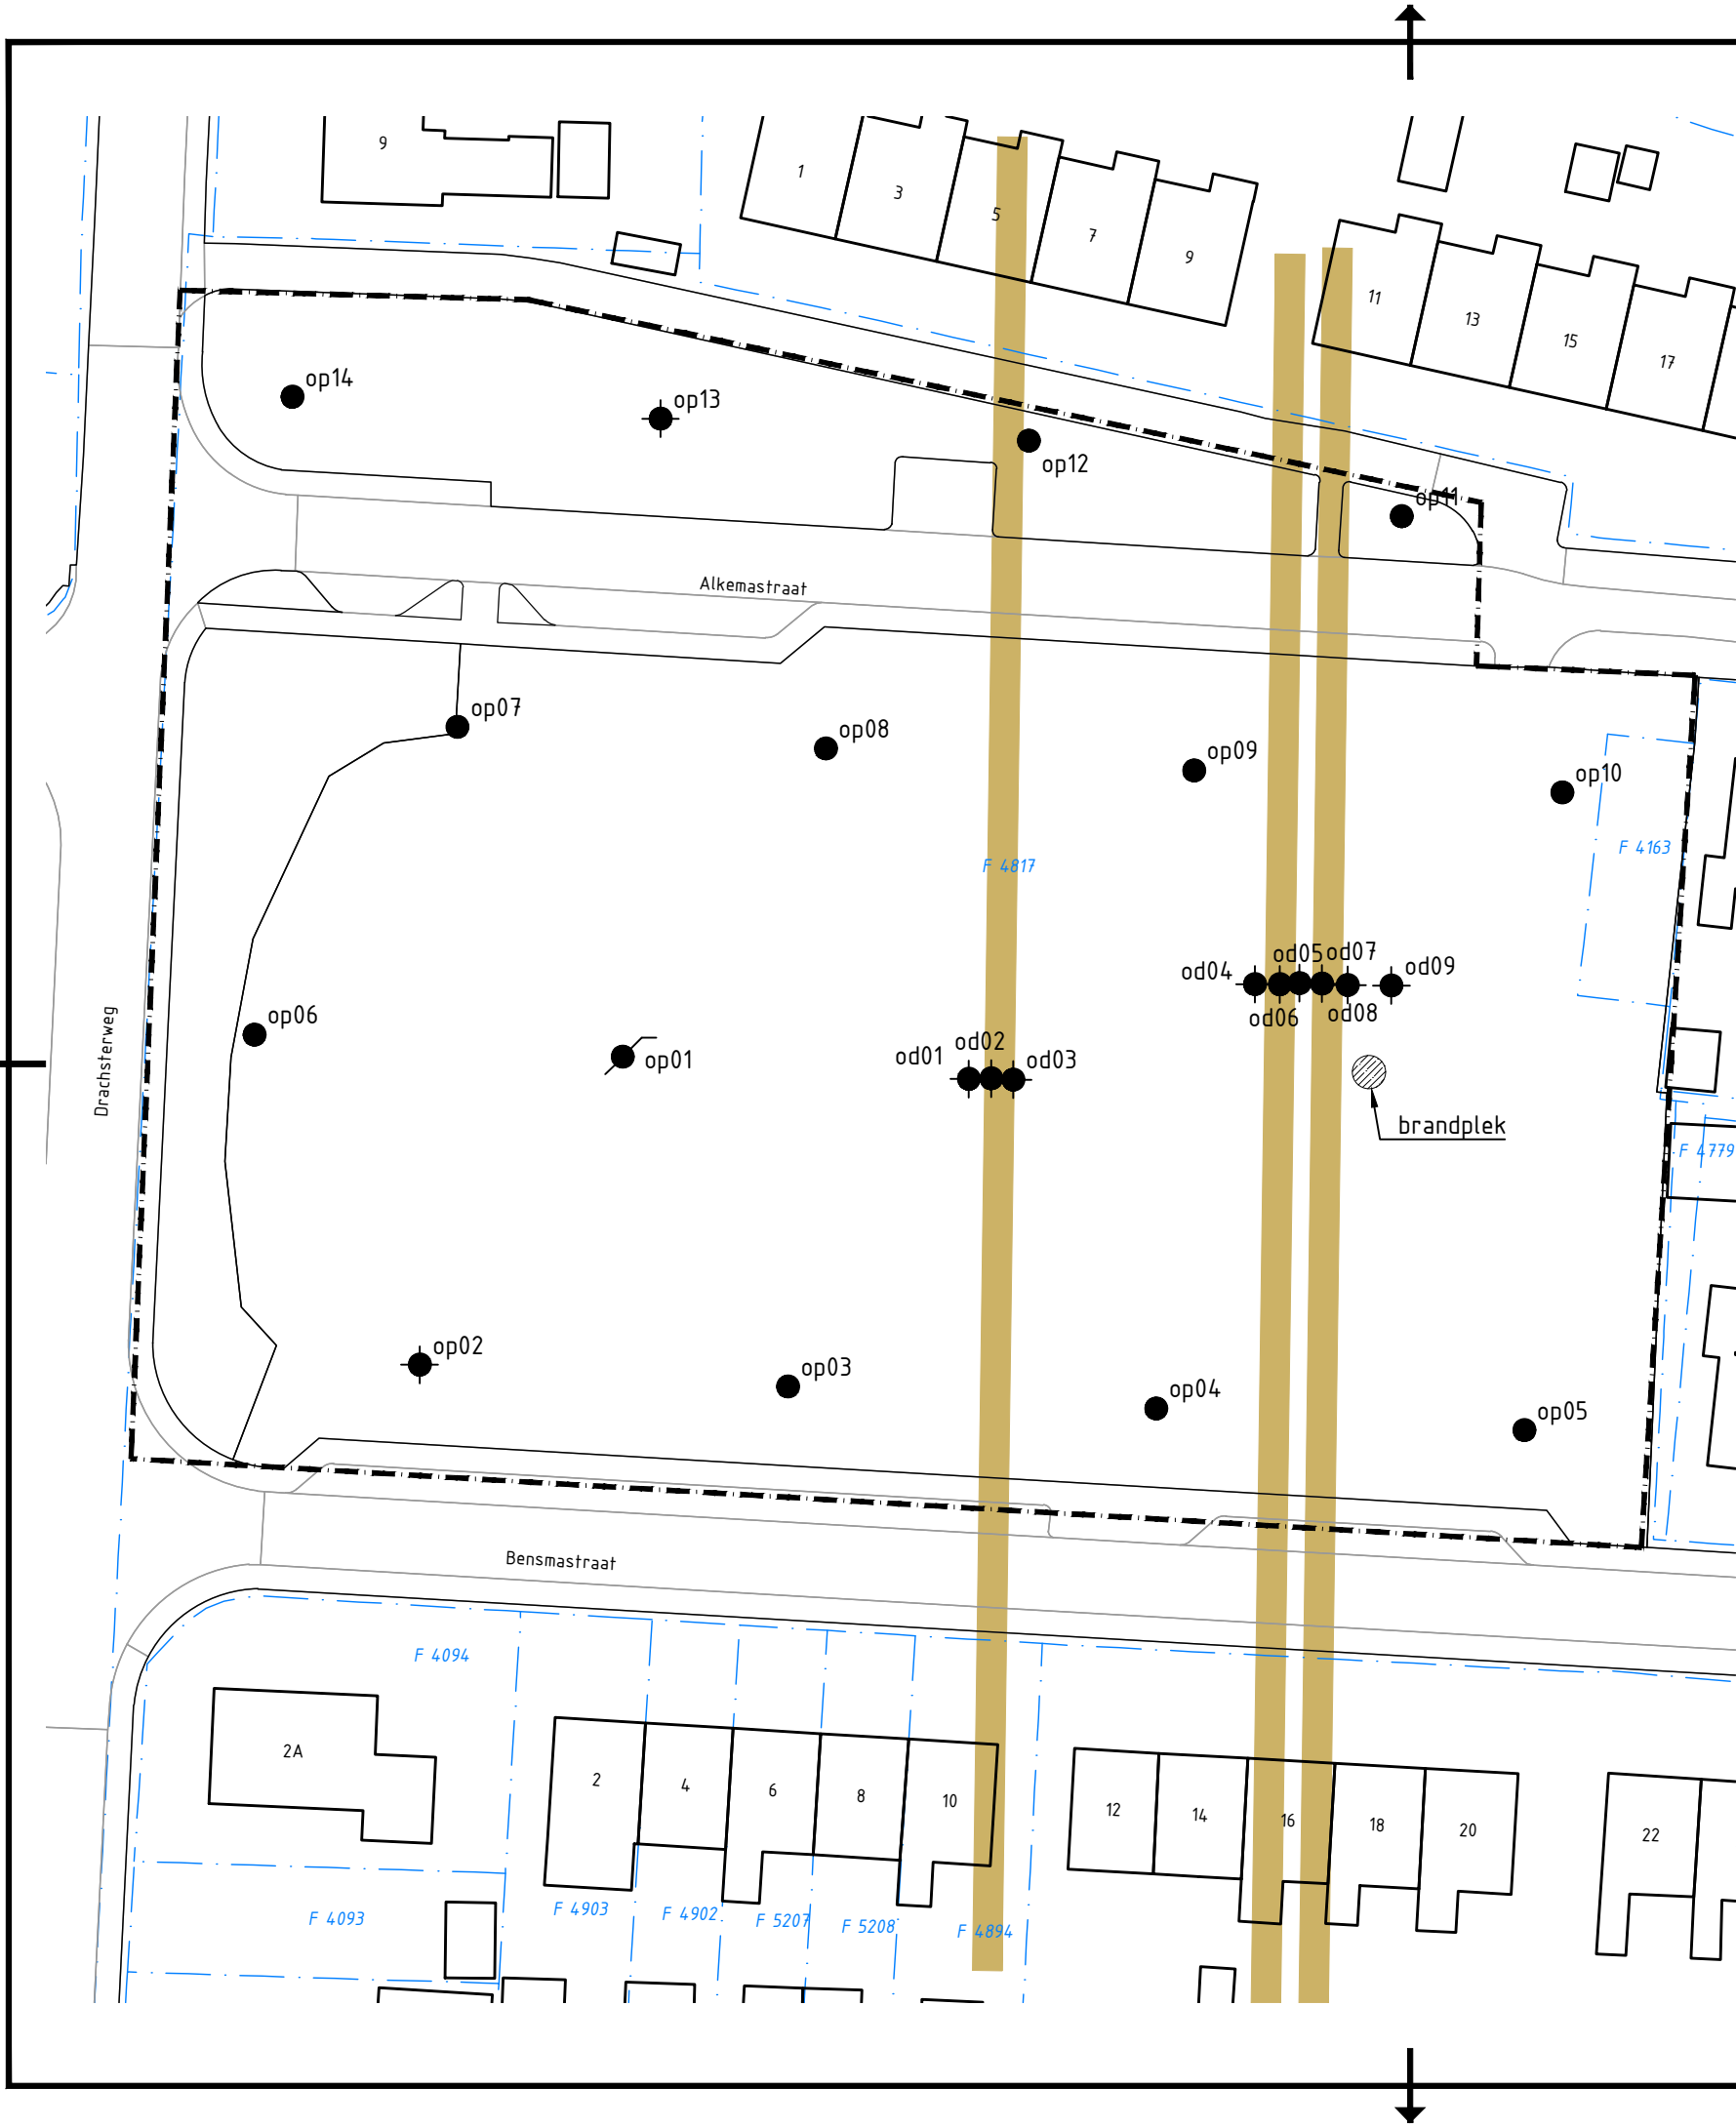 9
1
3
5
7
9
11
13
15
17
op14
op13
op12
op11
Alkemastraat
op07
op08
op09
op10
F 4817
F 4163
od05
od07
od04
od09
od06
od08
op06
op01
od01
od02
od03
Drachsterweg
brandplek
F 4779
op02
op03
op04
op05
Bensmastraat
F 4094
2A
2
4
6
8
10
12
14
16
18
20
22
F 4093
F 4903
F 4902
F 5207
F 5208
F 4894